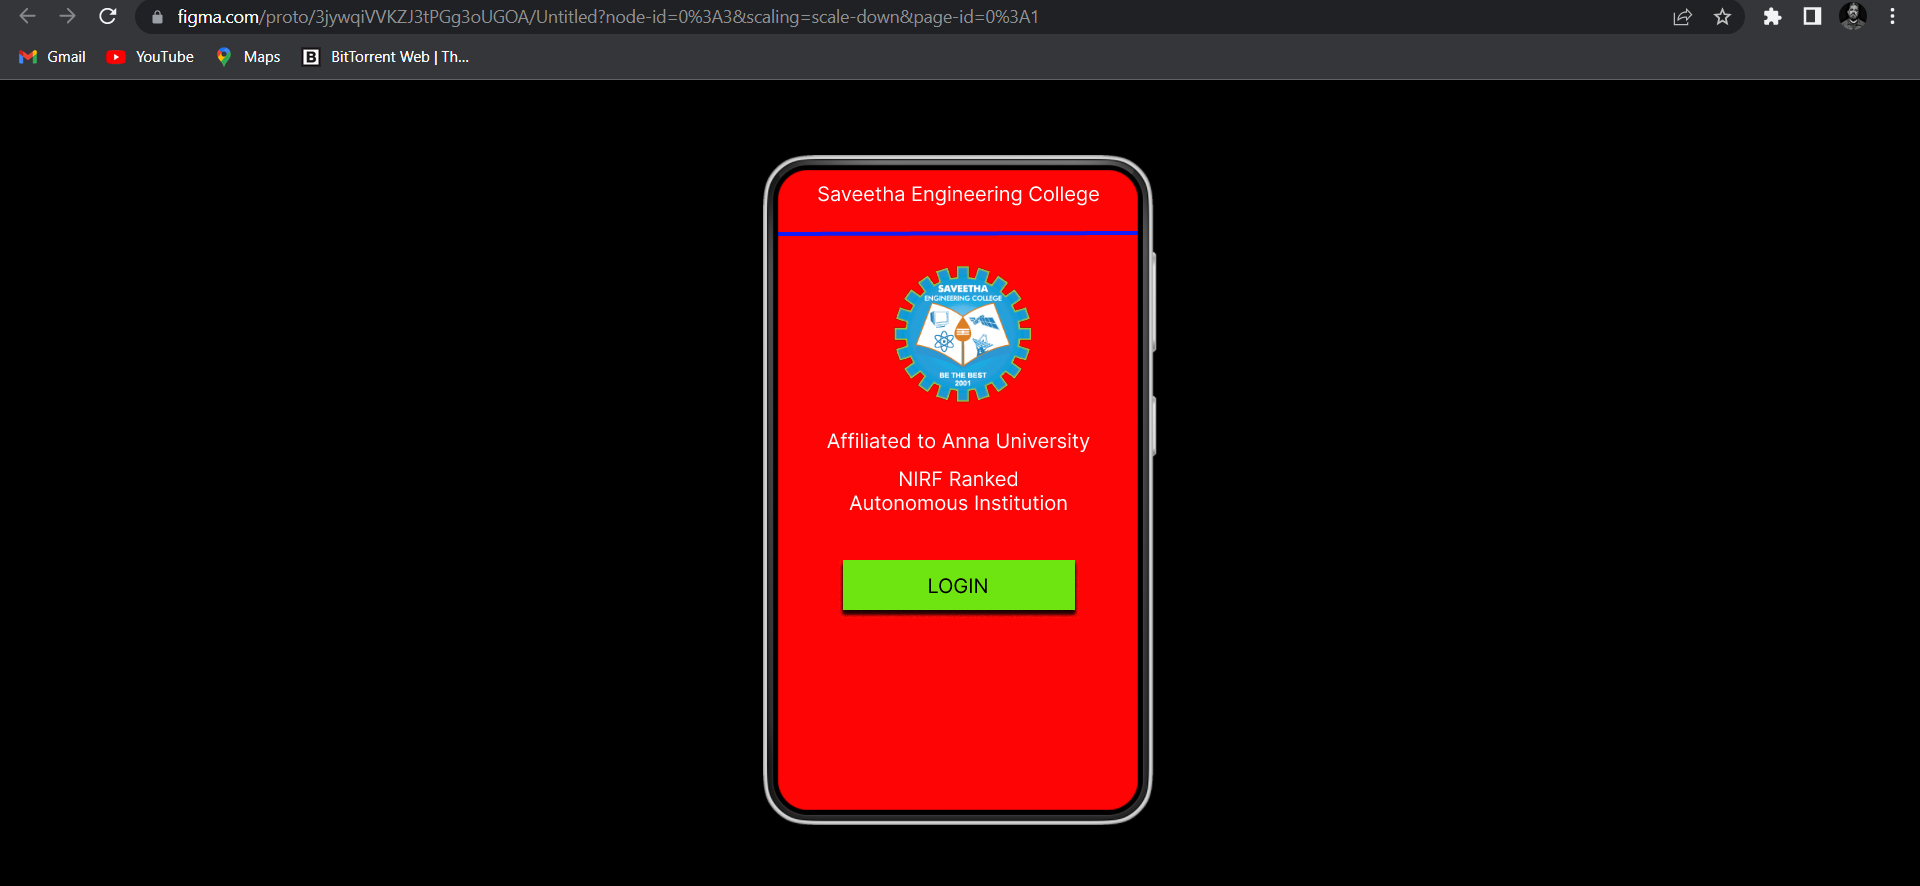 figma.com/proto/3jywqiVVKZJ3tPGg3oUGOA/Untitled?node-id=0%3A3&scaling=scale-down&page-id=0%3A1
Gmail YouTube Maps BitTorrent Web | Th...
Saveetha Engineering College
SAVEETHA
ENGINEERING COLLEGE
BE THE BEST
2001
Affiliated to Anna University
NIRF Ranked
Autonomous Institution
LOGIN